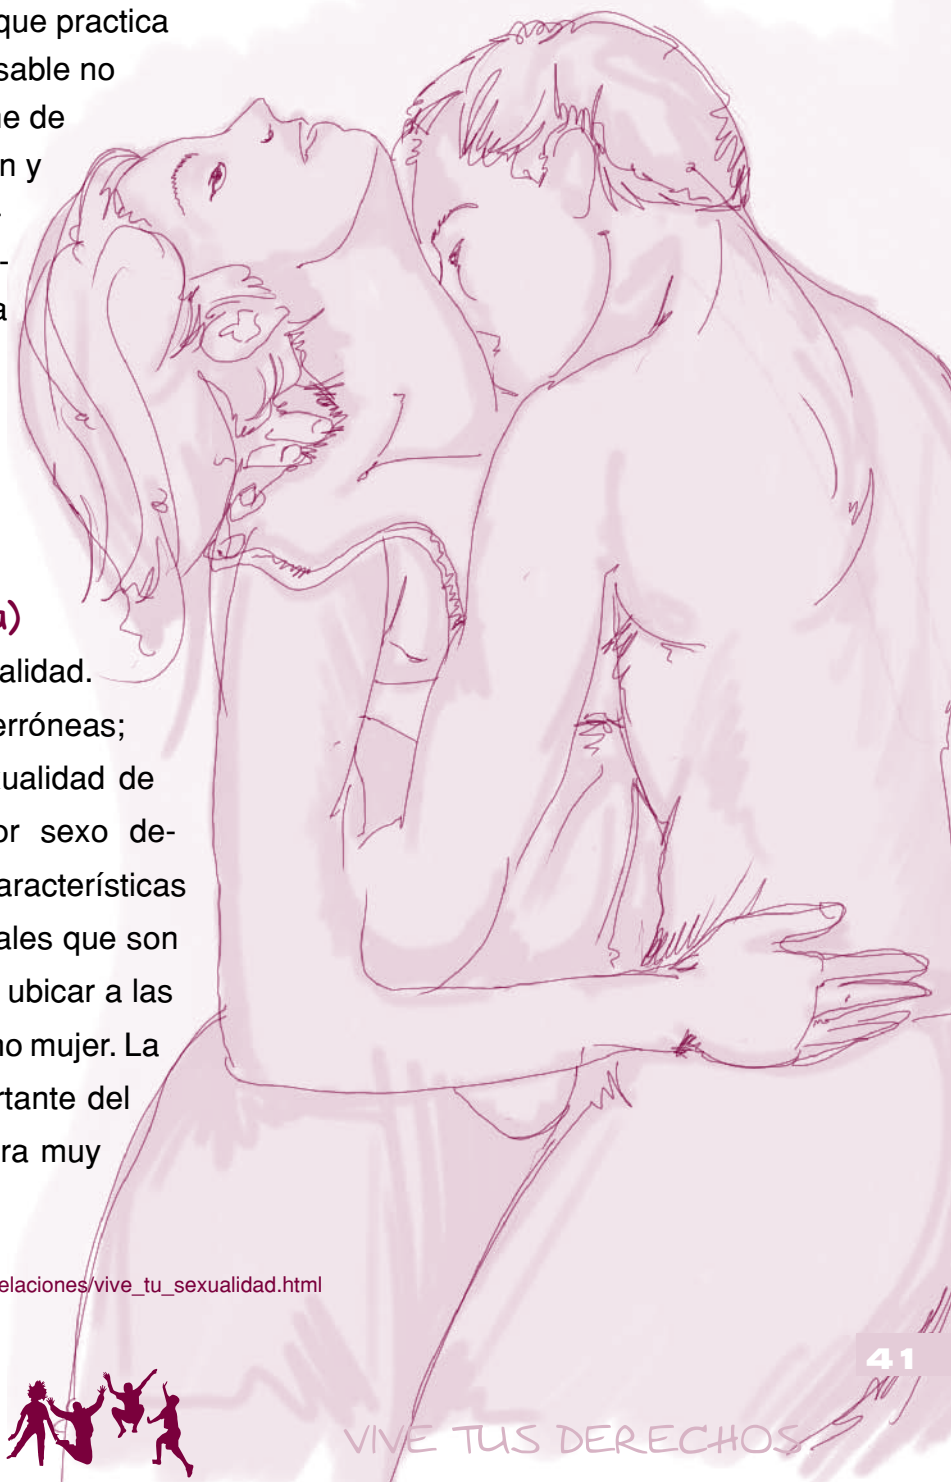 que practica
sable no
e de
n y
-
a
)
alidad.
erróneas;
ualidad de
or sexo de-
aracterísticas
ales que son
ubicar a las
no mujer. La
rtante del
ra muy
elaciones/vive_tu_sexualidad.html
41
VIVE TUS DERECHOS